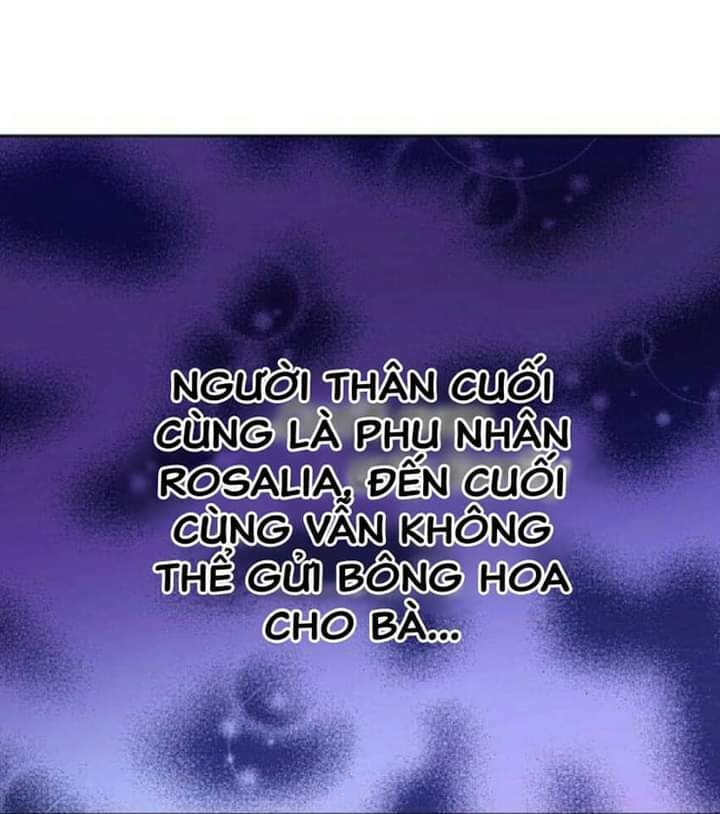 NGƯỜI THÂN CUỐI
CÙNG LÀ PHU NHÂN
ROSALIA, ĐẾN CUỐI
CÙNG VẪN KHÔNG
THỂ GỬI BÔNG HOA
CHO BÀ...